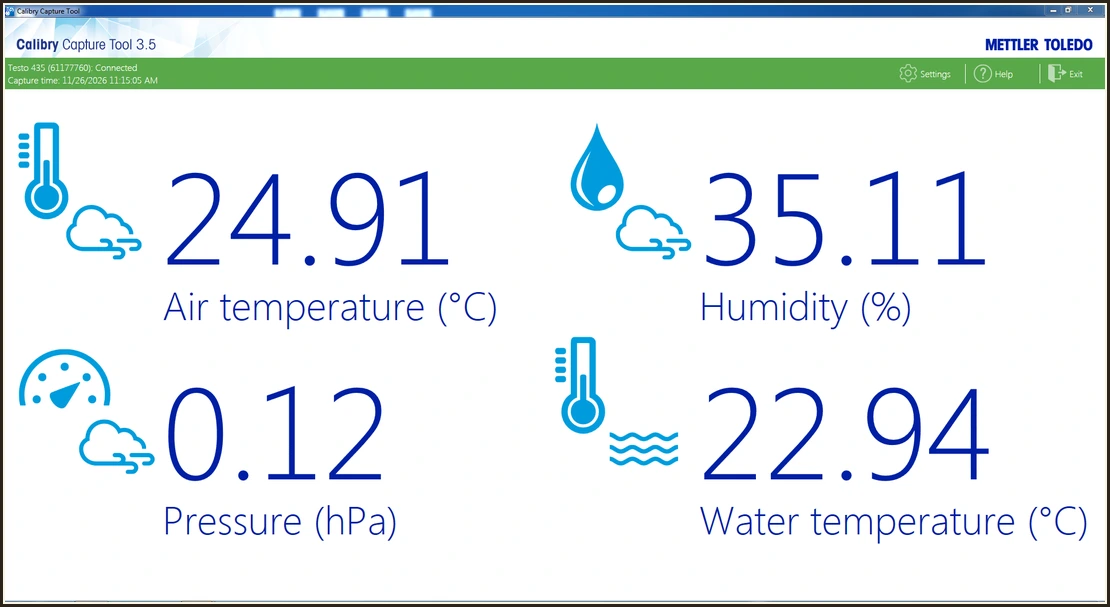 Calibry Capture Tool
Calibry Capture Tool 3.5
METTLER TOLEDO
Testo 435 (61177760): Connected
Capture time: 11/26/2026 11:15:05 AM
Settings
Help
Exit
24.91
Air temperature (°C)
35.11
Humidity (%)
0.12
Pressure (hPa)
22.94
Water temperature (°C)